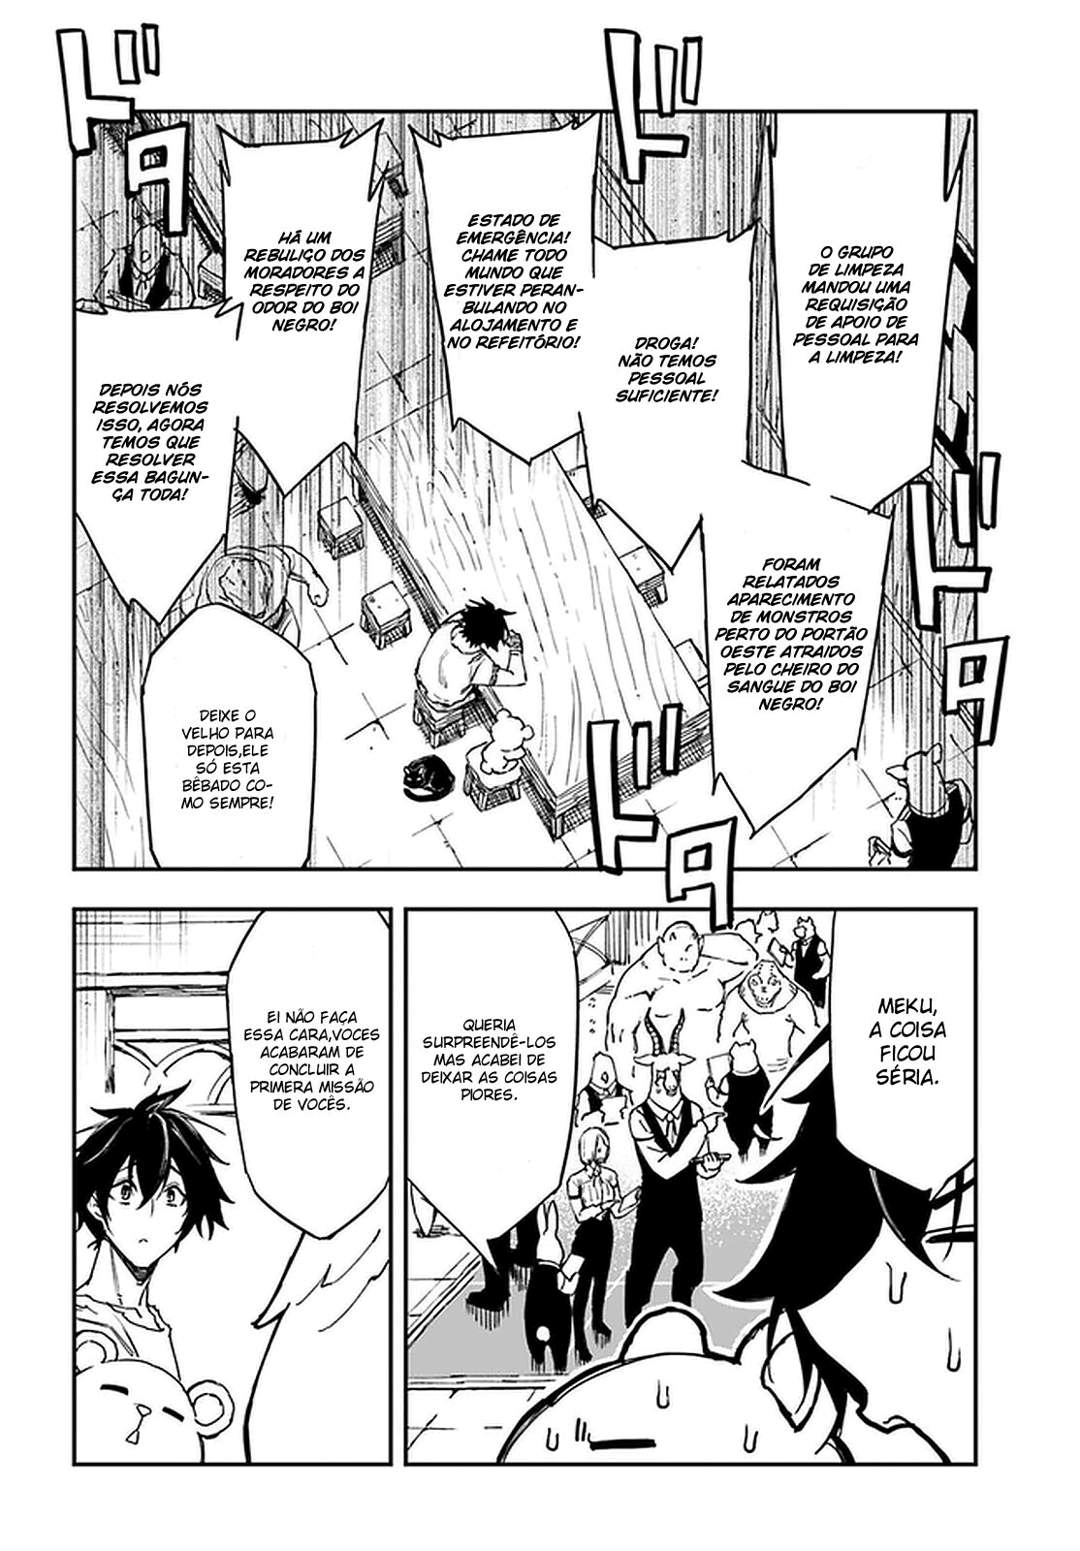 ドド
タ
O GRUPO
DE LIMPEZA
MANDOU UMA
REQUISIÇÃO
DE APOIO DE
PESSOAL PARA
A LIMPEZA!
DROGA!
NÃO TEMOS
PESSOAL
SUFICIENTE!
ESTADO DE
EMERGÊNCIA!
CHAME TODO
MUNDO QUE
ESTIVER PERAN-
BULANDO NO
ALOJAMENTO E
NO REFEITÓRIO!
HÁ UM
REBULIÇO DOS
MORADORES A
RESPEITO DO
ODOR DO BOI
NEGRO!
DEPOIS NÓS
RESOLVEMOS
ISSO, AGORA
TEMOS QUE
RESOLVER
ESSA BAGUN-
ÇA TODA!
FORAM
RELATADOS
APARECIMENTO
DE MONSTROS
PERTO DO PORTÃO
OESTE ATRAIDOS
PELO CHEIRO DO
SANGUE DO BOI
NEGRO!
ド
タ
DEIXE O
VELHO PARA
DEPOIS,ELE
SÓ ESTA
BÊBADO CO-
MO SEMPRE!
ド
タ
MEKU,
A COISA
FICOU
SÉRIA.
QUERIA
SURPREENDÊ-LOS
MAS ACABEI DE
DEIXAR AS COISAS
PIORES.
EI NÃO FAÇA
ESSA CARA,VOCES
ACABARAM DE
CONCLUIR A
PRIMERA MISSÃO
DE VOCÊS.